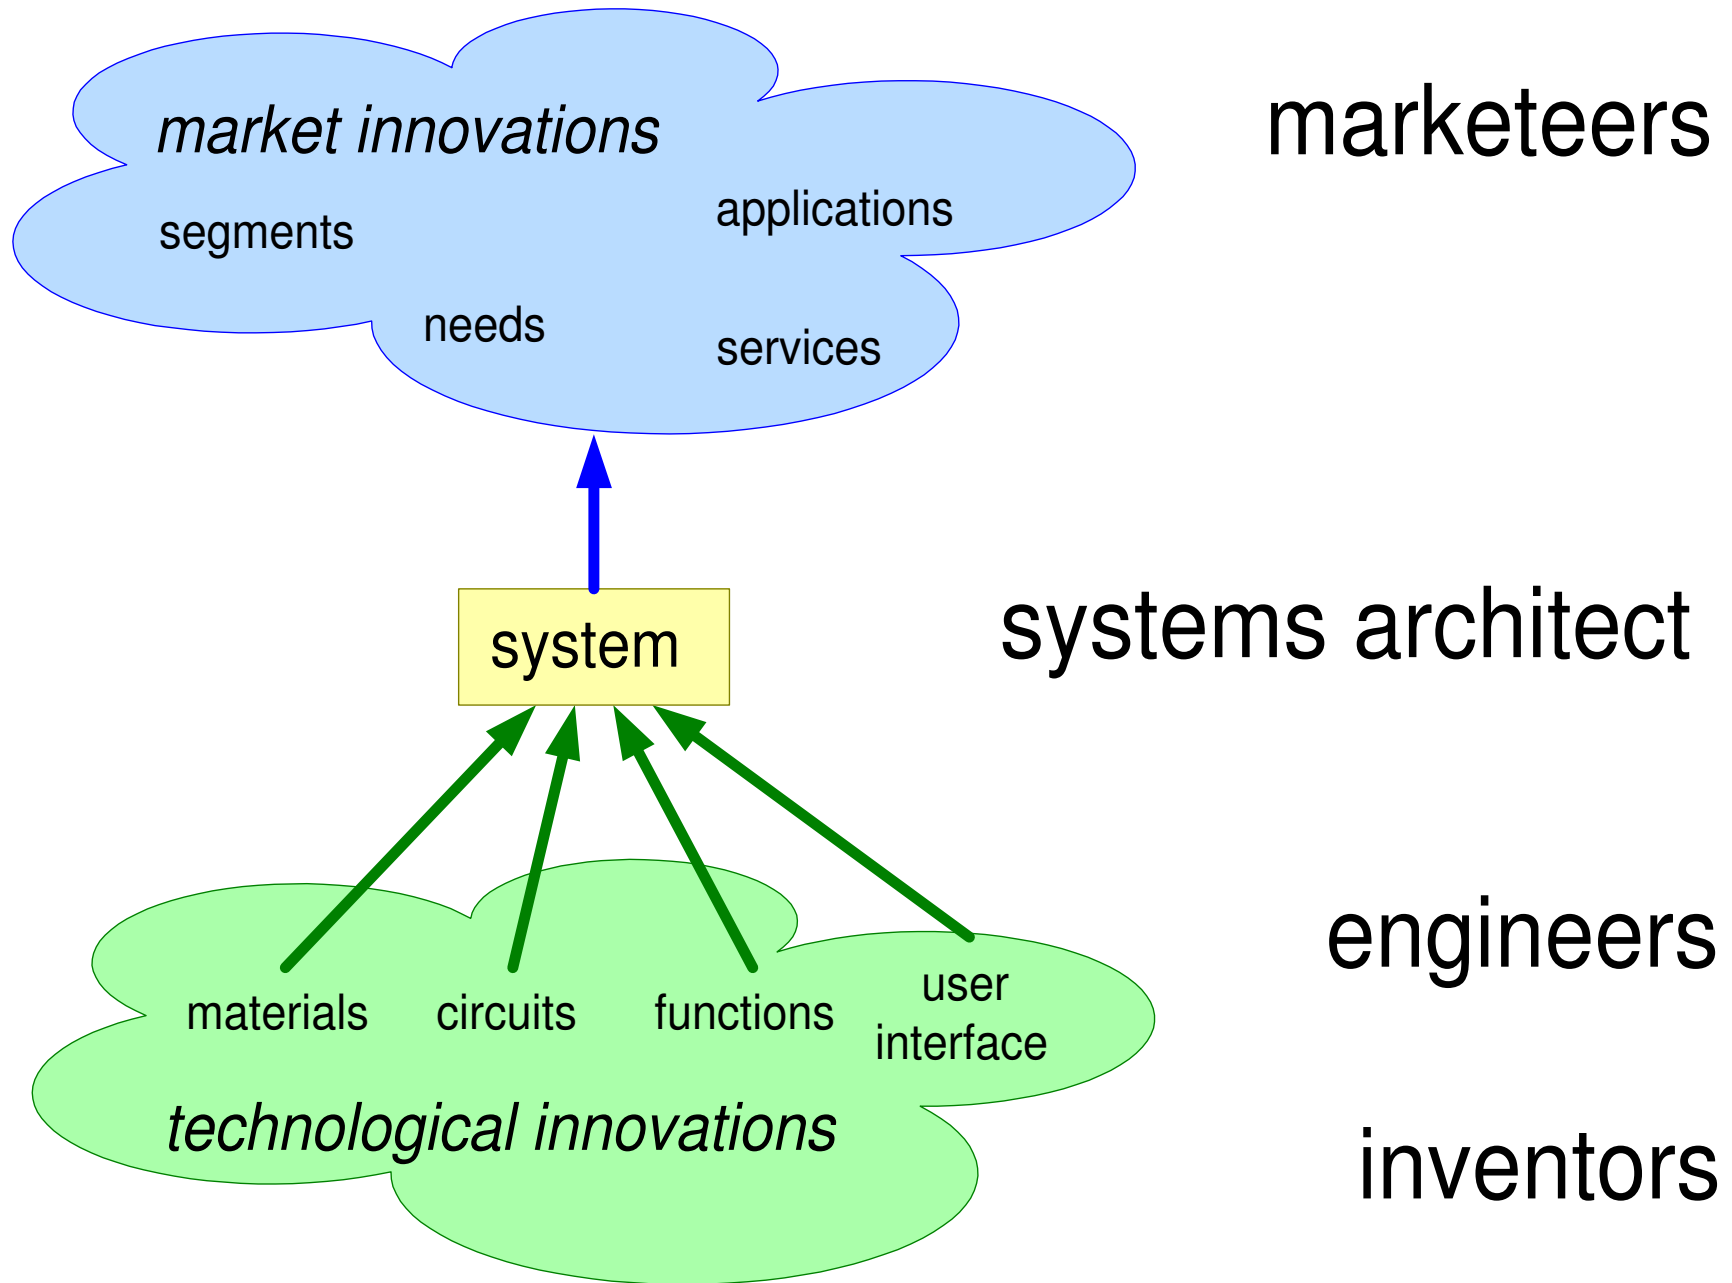 market innovations
marketeers
segments
applications
needs
services
system
systems architect
engineers
materials
circuits
functions
user
interface
technological innovations
inventors